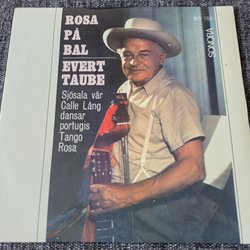 ROSA
PÅ
BAL
EVERT
TAUBE
Sjösala vår
Calle Lång
dansar
portugis
Tango
Rosa
SONORA